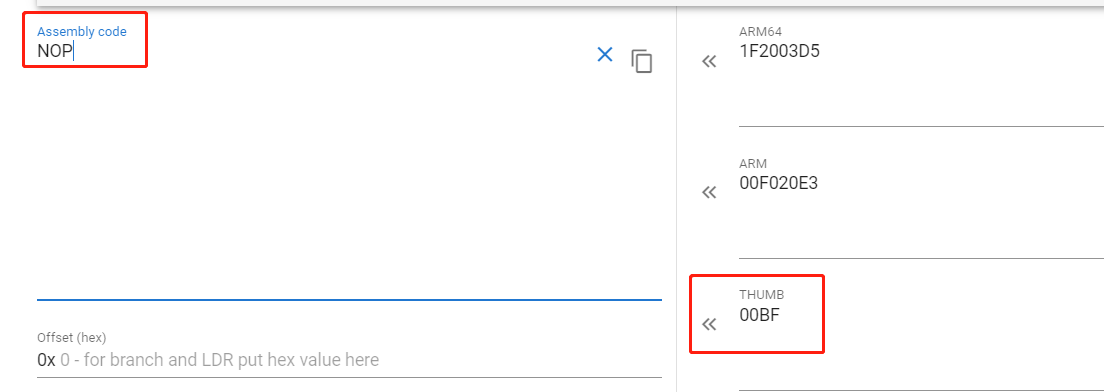 Assembly code
NOP
Offset (hex)
0x 0 - for branch and LDR put hex value here
ARM64
1F2003D5
ARM
00F020E3
THUMB
00BF